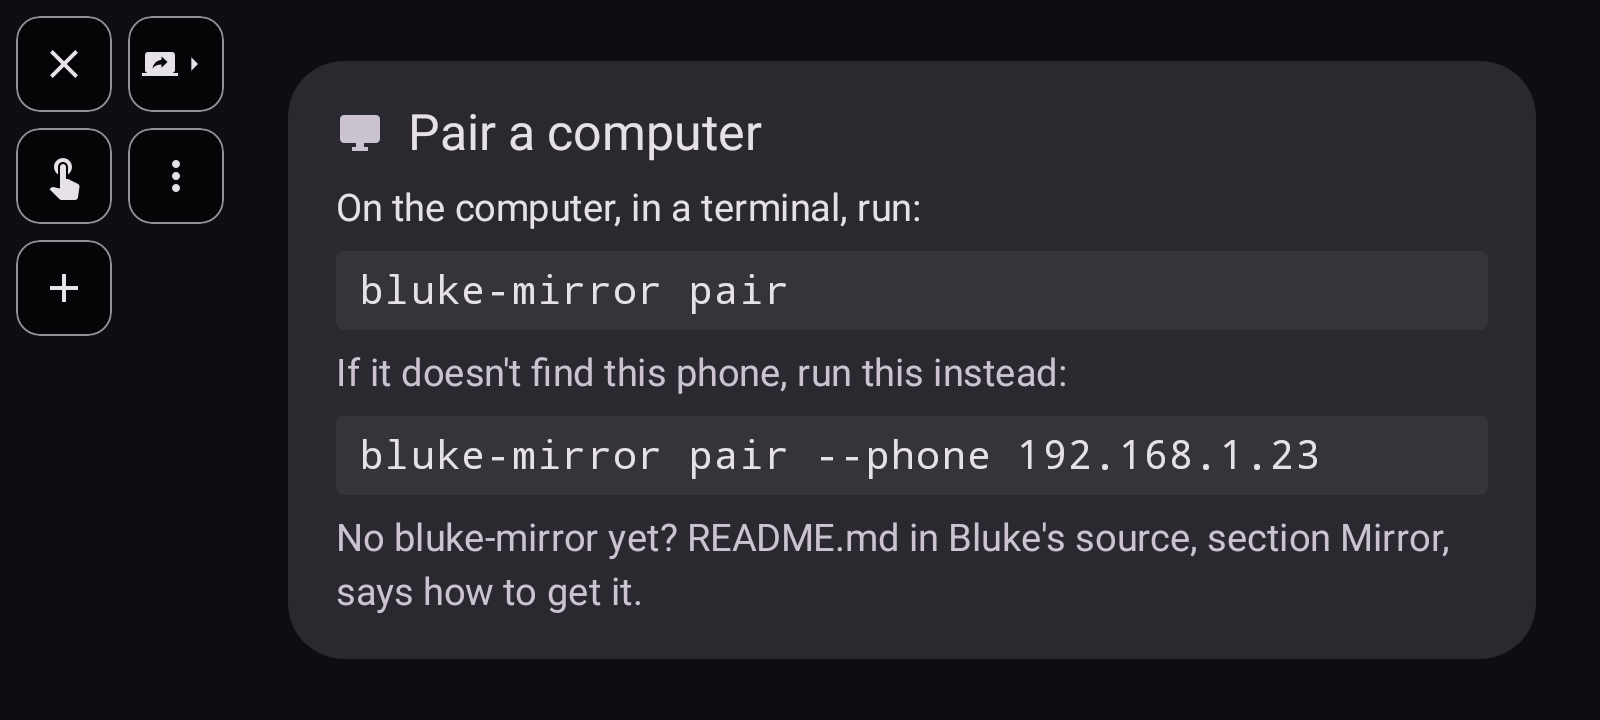 Pair a computer
On the computer, in a terminal, run:
bluke-mirror pair
If it doesn't find this phone, run this instead:
bluke-mirror pair --phone 192.168.1.23
No bluke-mirror yet? README.md in Bluke's source, section Mirror,
says how to get it.